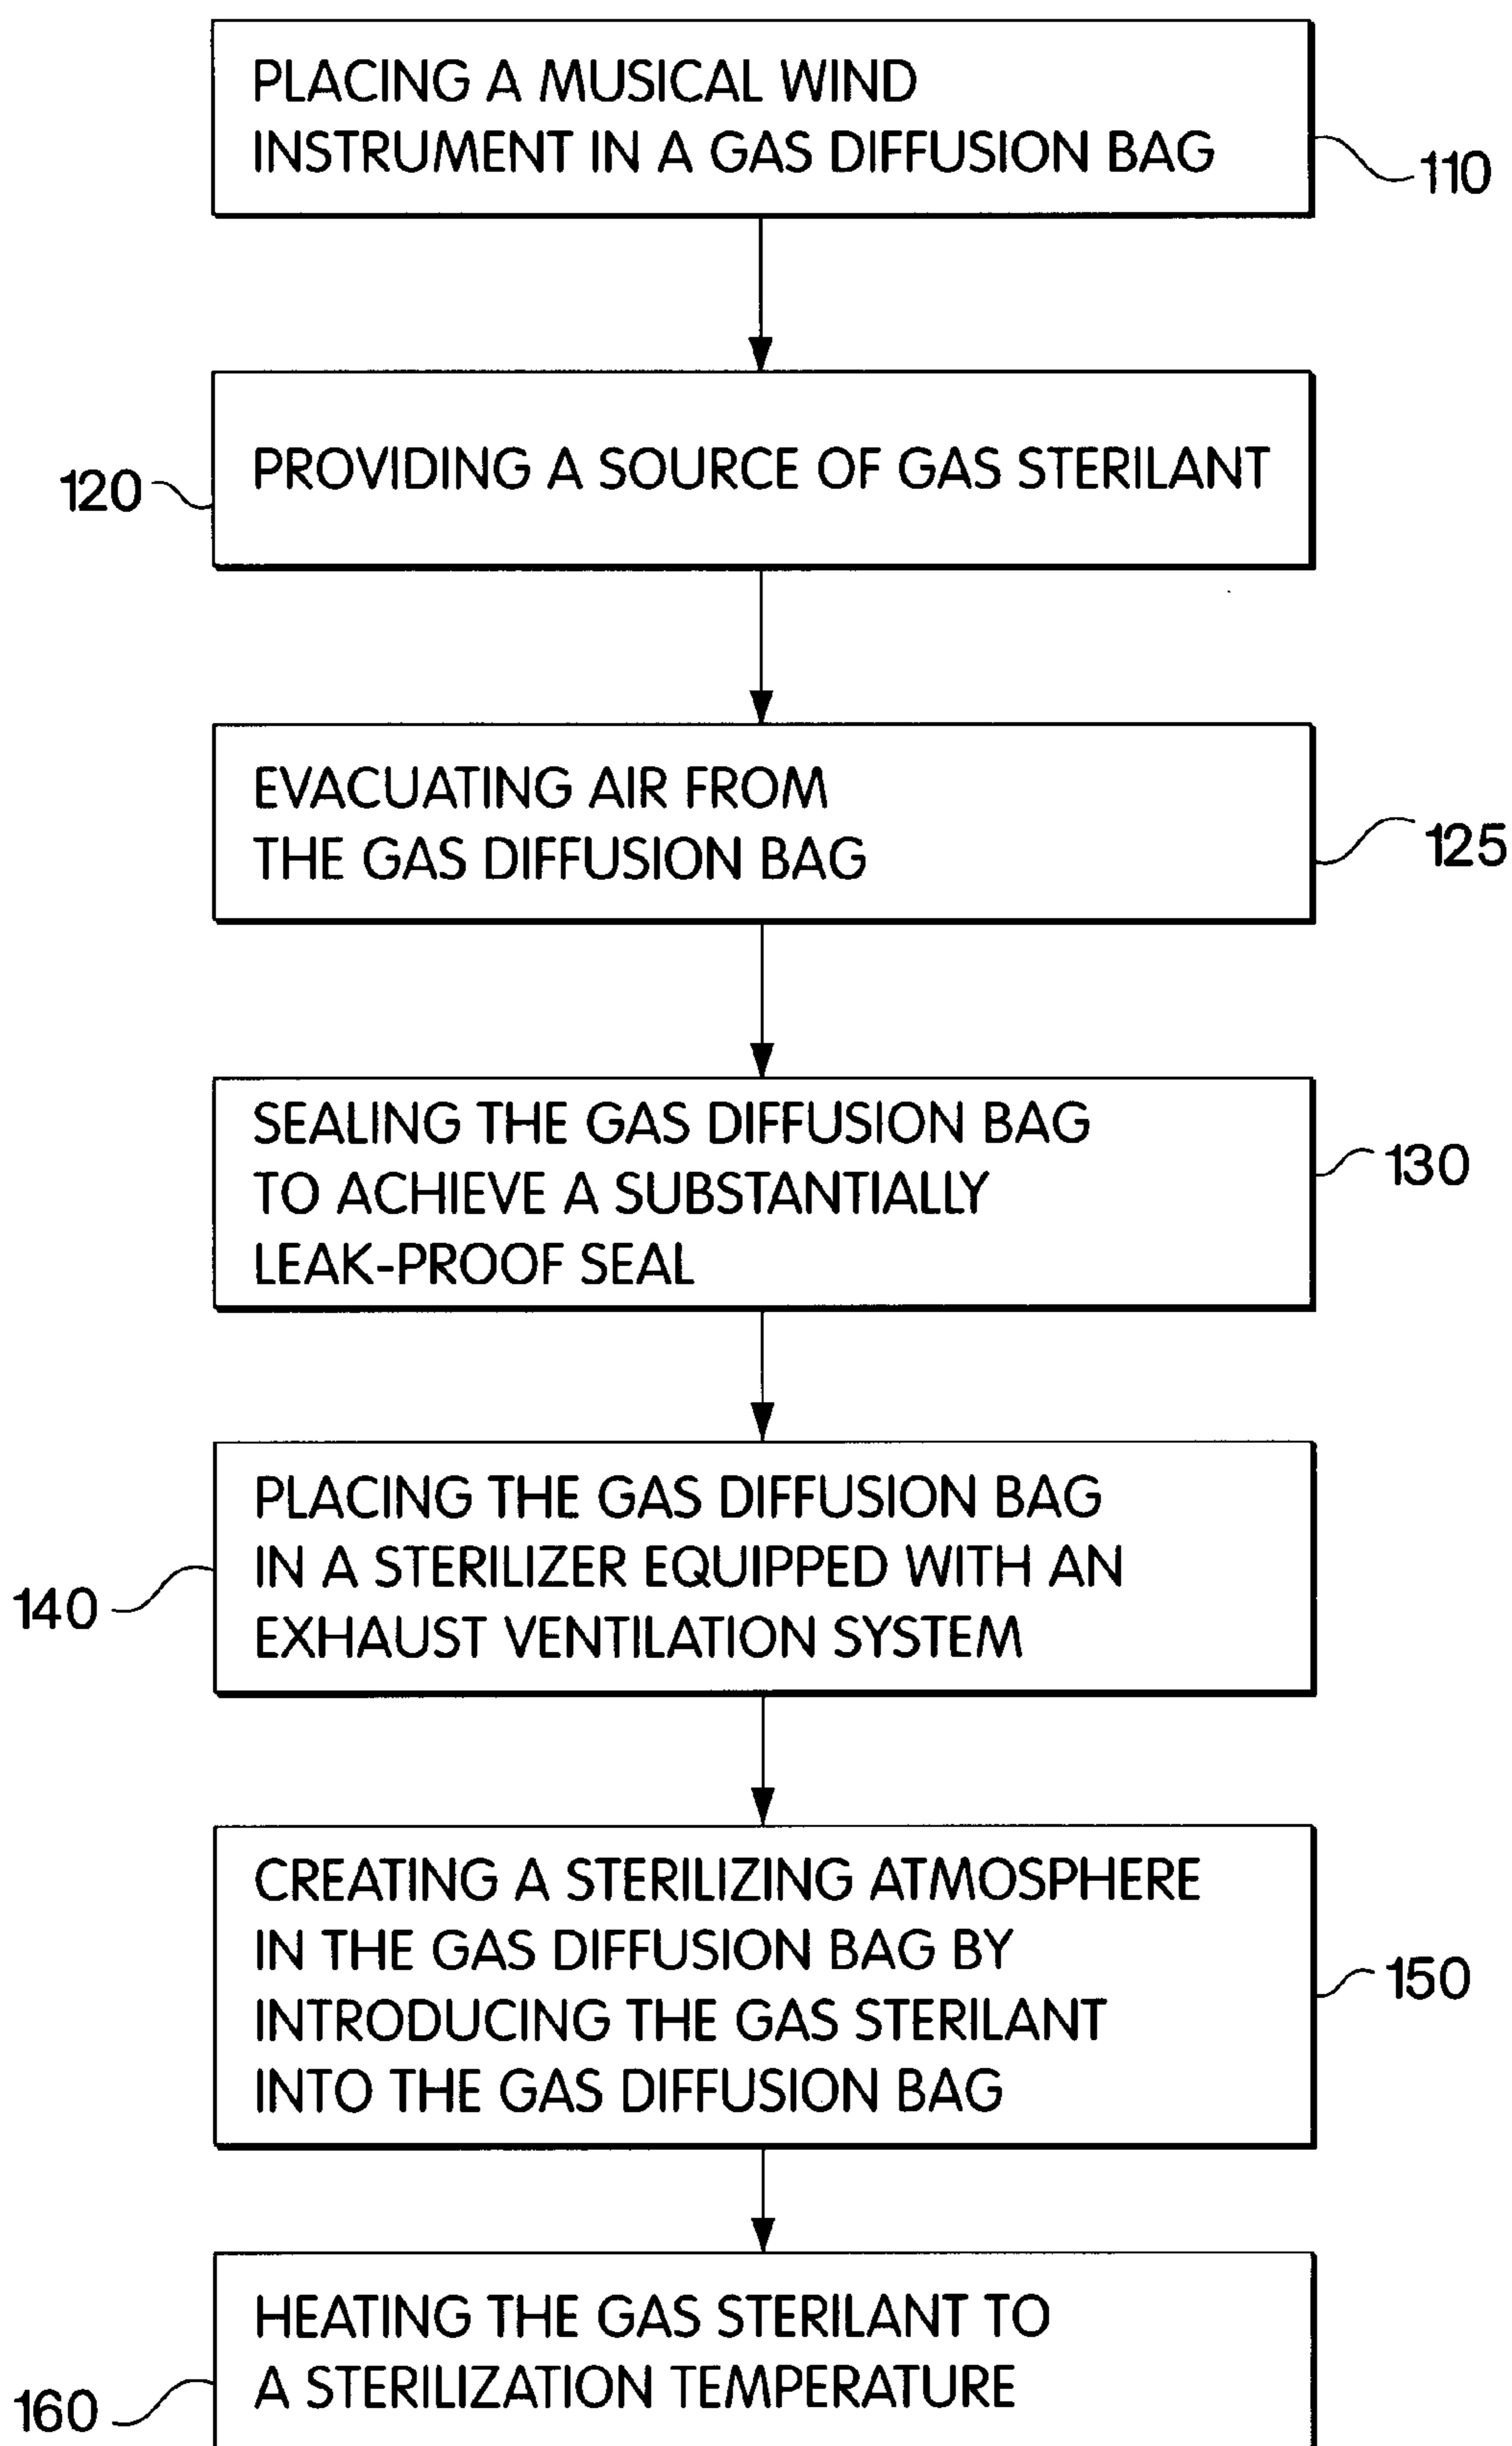 PLACING A MUSICAL WIND
INSTRUMENT IN A GAS DIFFUSION BAG
110
PROVIDING A SOURCE OF GAS STERILANT
120
EVACUATING AIR FROM
THE GAS DIFFUSION BAG
125
SEALING THE GAS DIFFUSION BAG
TO ACHIEVE A SUBSTANTIALLY
LEAK-PROOF SEAL
130
PLACING THE GAS DIFFUSION BAG
IN A STERILIZER EQUIPPED WITH AN
EXHAUST VENTILATION SYSTEM
140
CREATING A STERILIZING ATMOSPHERE
IN THE GAS DIFFUSION BAG BY
INTRODUCING THE GAS STERILANT
INTO THE GAS DIFFUSION BAG
150
HEATING THE GAS STERILANT TO
A STERILIZATION TEMPERATURE
160